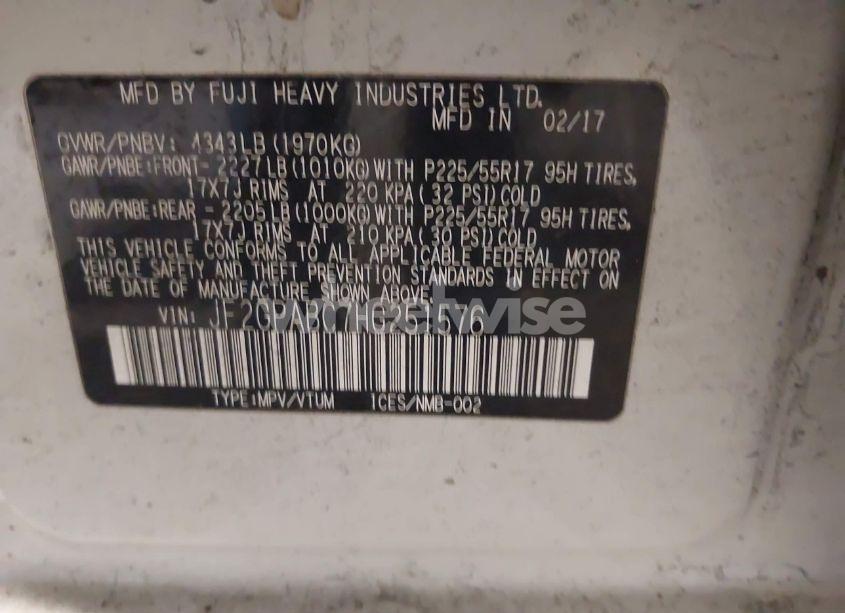 MFD BY FUJI HEAVY INDUSTRIES LTD.
MFD IN 02/17
GVWR/PNBV: 4343LB (1970KG)
GAWR/PNBE:FRONT- 2227LB (1010KG) WITH P225/55R17 95H TIRES,
17X7J RIMS AT 220 KPA( 32 PSI) COLD
GAWR/PNBE:REAR - 2205LB (1000KG) WITH P225/55R17 95H TIRES,
17X7J RIMS AT 210 KPA( 30 PSI) COLD
THIS VEHICLE CONFORMS TO ALL APPLICABLE FEDERAL MOTOR
VEHICLE SAFETY AND THEFT PREVENTION STANDARDS IN EFFECT ON
THE DATE OF MANUFACTURE SHOWN ABOVE.
VIN:
TYPE:MPV/VTUM 1CES/NMB-002